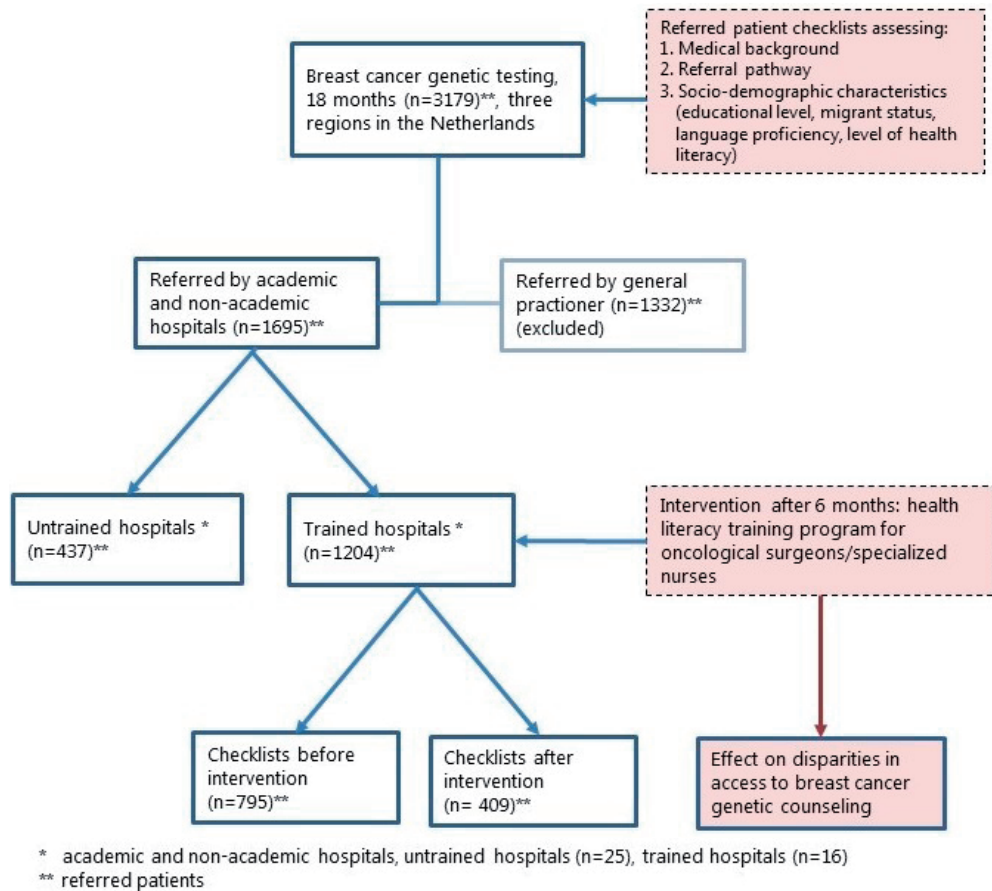 Referred patient checklists assessing:
1. Medical background
2. Referral pathway
3. Socio-demographic characteristics
(educational level, migrant status,
language proficiency, level of health
literacy)
Breast cancer genetic testing,
18 months (n=3179)**, three
regions in the Netherlands
Referred by academic
and non-academic
hospitals (n=1695)**
Referred by general
practioner (n=1332)**
(excluded)
Untrained hospitals *
(n=437)**
Trained hospitals *
(n=1204)**
Intervention after 6 months: health
literacy training program for
oncological surgeons/specialized
nurses
Checklists before
intervention
(n=795)**
Checklists after
intervention
(n= 409)**
Effect on disparities in
access to breast cancer
genetic counseling
* academic and non-academic hospitals, untrained hospitals (n=25), trained hospitals (n=16)
** referred patients